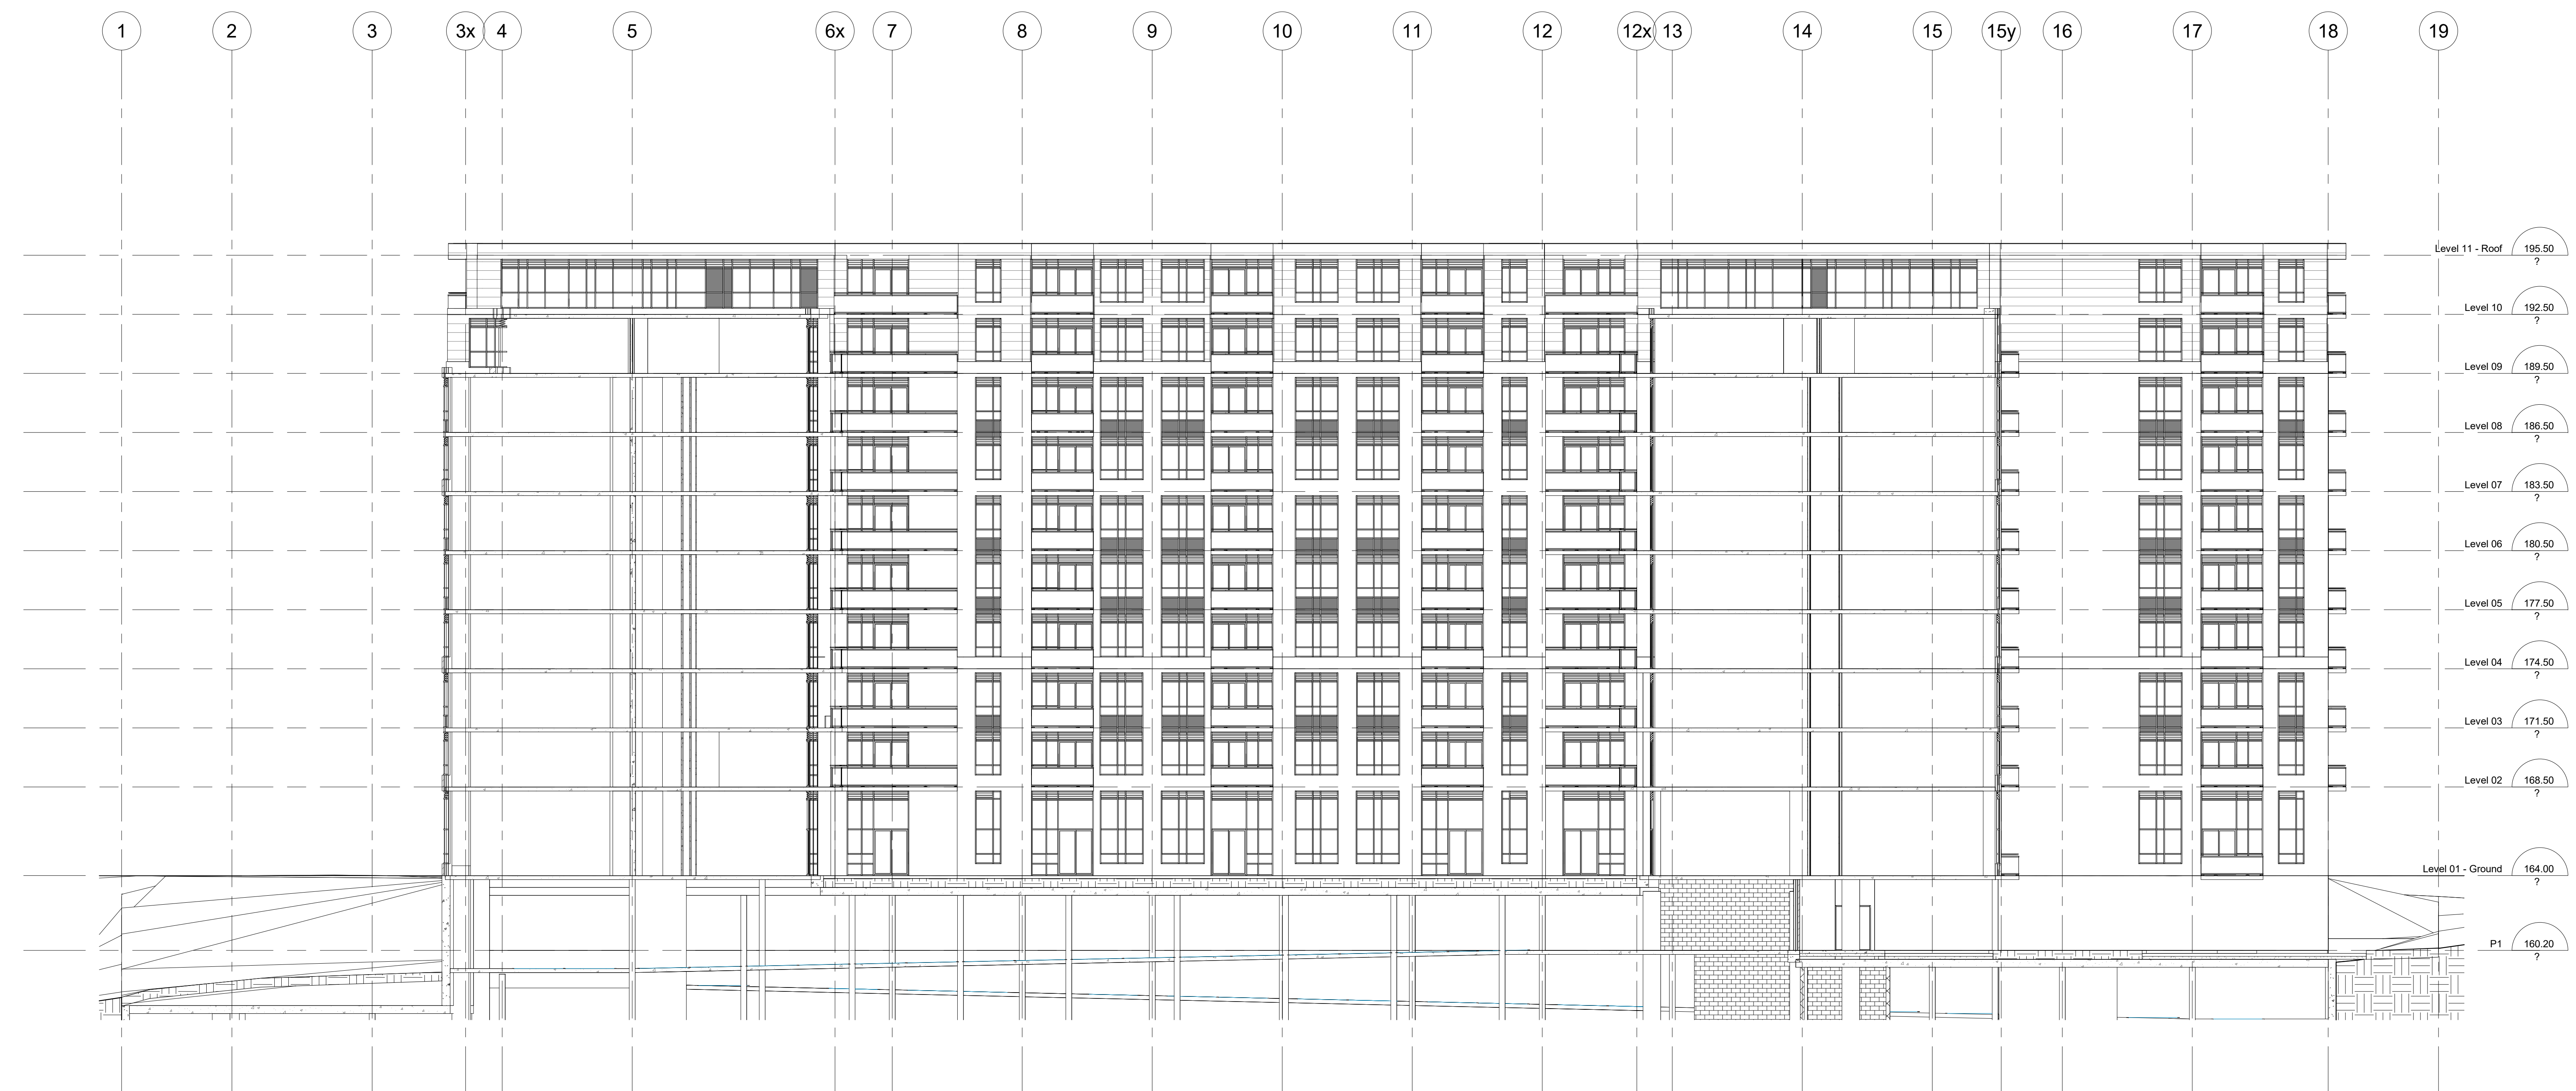 1 2 3 3x 4 5 6x 7 8 9 10 11 12 12x 13 14 15 15y 16 17 18 19
Level 11 - Roof 195.50
?
Level 10 192.50
?
Level 09 189.50
?
Level 08 186.50
?
Level 07 183.50
?
Level 06 180.50
?
Level 05 177.50
?
Level 04 174.50
?
Level 03 171.50
?
Level 02 168.50
?
Level 01 - Ground 164.00
?
P1 160.20
?